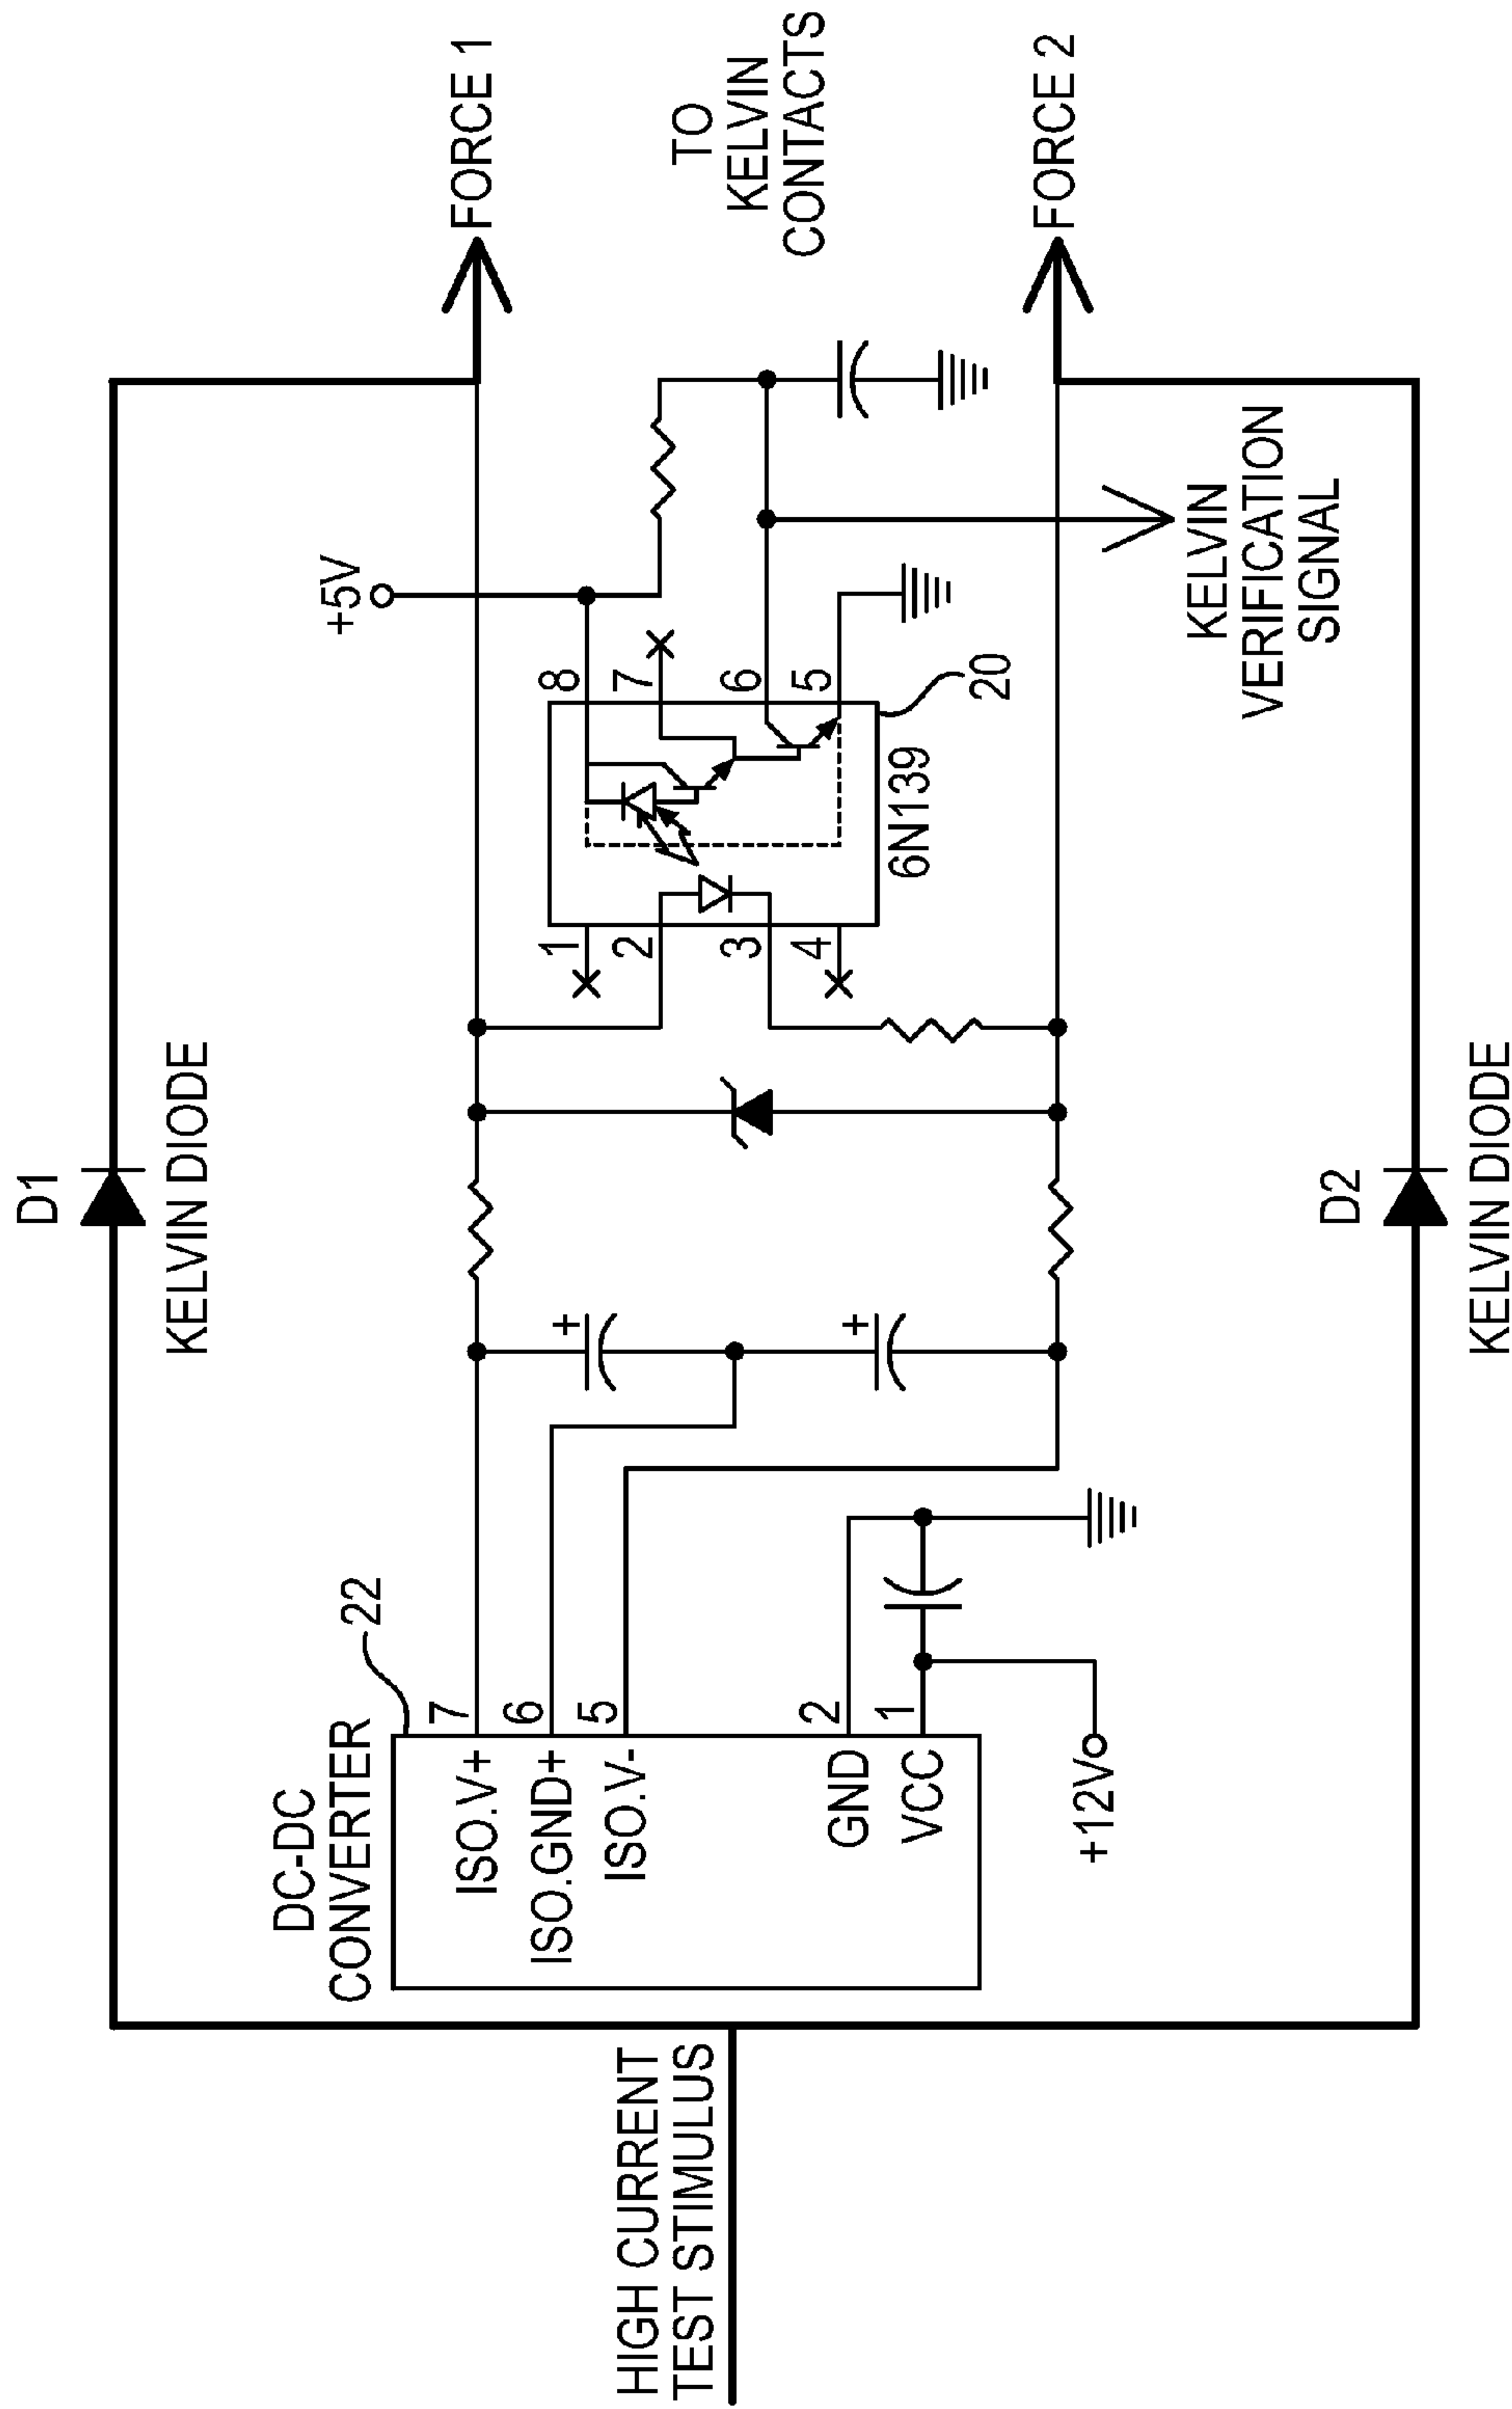 D1
KELVIN DIODE
FORCE 1
+5V
DC-DC
CONVERTER
22
7
ISO.V+
6
ISO.GND+
5
ISO.V-
2
GND
1
VCC
+12V
+
+
1
2
3
4
8
7
6
5
6N139
20
TO
KELVIN
CONTACTS
HIGH CURRENT
TEST STIMULUS
FORCE 2
KELVIN
VERIFICATION
SIGNAL
D2
KELVIN DIODE